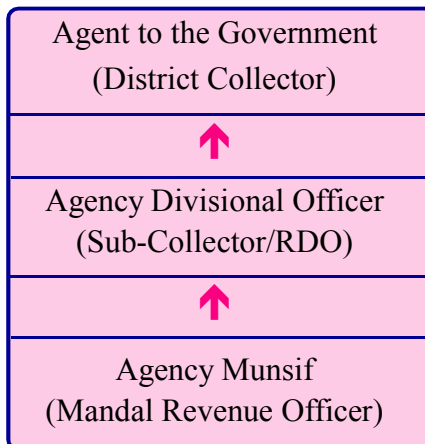 Agent to the Government
(District Collector)
Agency Divisional Officer
(Sub-Collector/RDO)
Agency Munsif
(Mandal Revenue Officer)